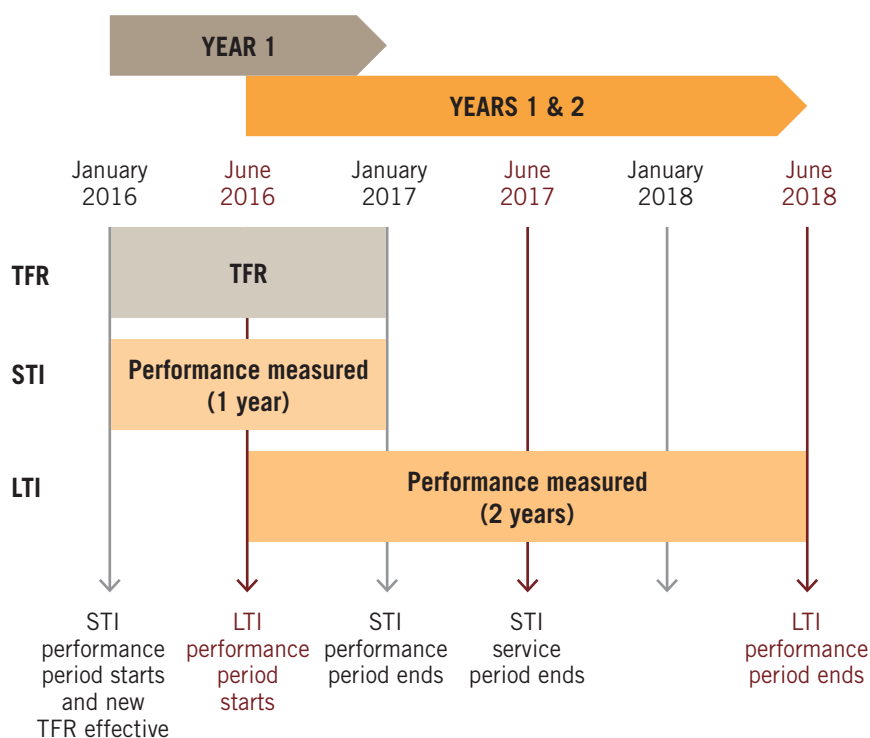 YEAR 1
YEARS 1 & 2
January
2016
June
2016
January
2017
June
2017
January
2018
June
2018
TFR
TFR
STI
Performance measured
(1 year)
LTI
Performance measured
(2 years)
STI
performance
period starts
and new
TFR effective
LTI
performance
period
starts
STI
performance
period ends
STI
service
period ends
LTI
performance
period ends